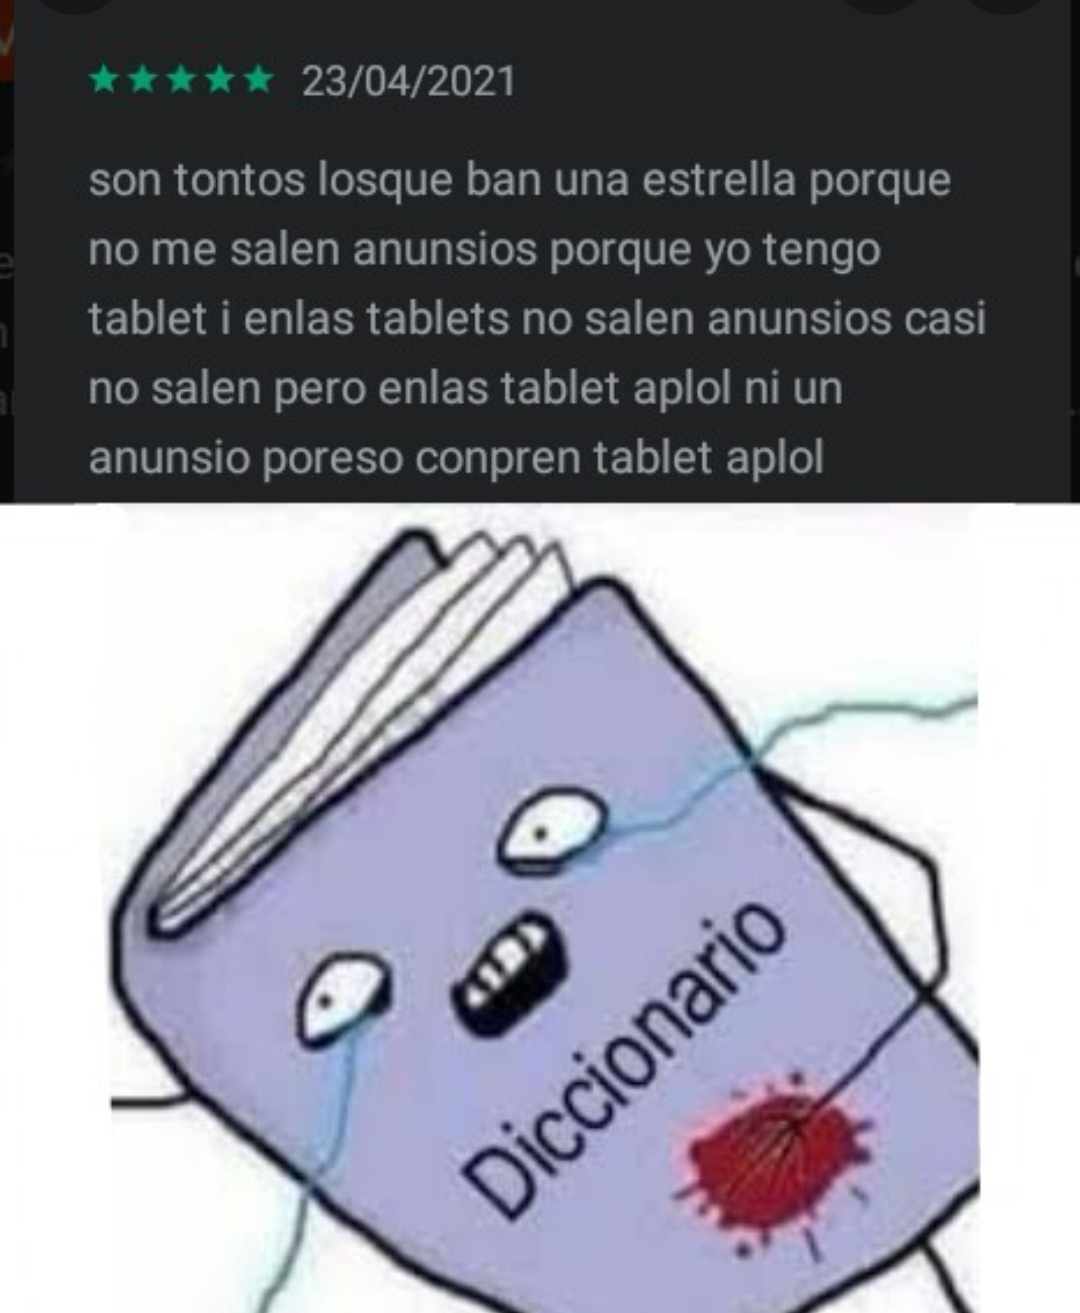 ★★★★★ 23/04/2021
son tontos losque ban una estrella porque
no me salen anunsios porque yo tengo
tablet i enlas tablets no salen anunsios casi
no salen pero enlas tablet aplol ni un
anunsio poreso conpren tablet aplol
Diccionario